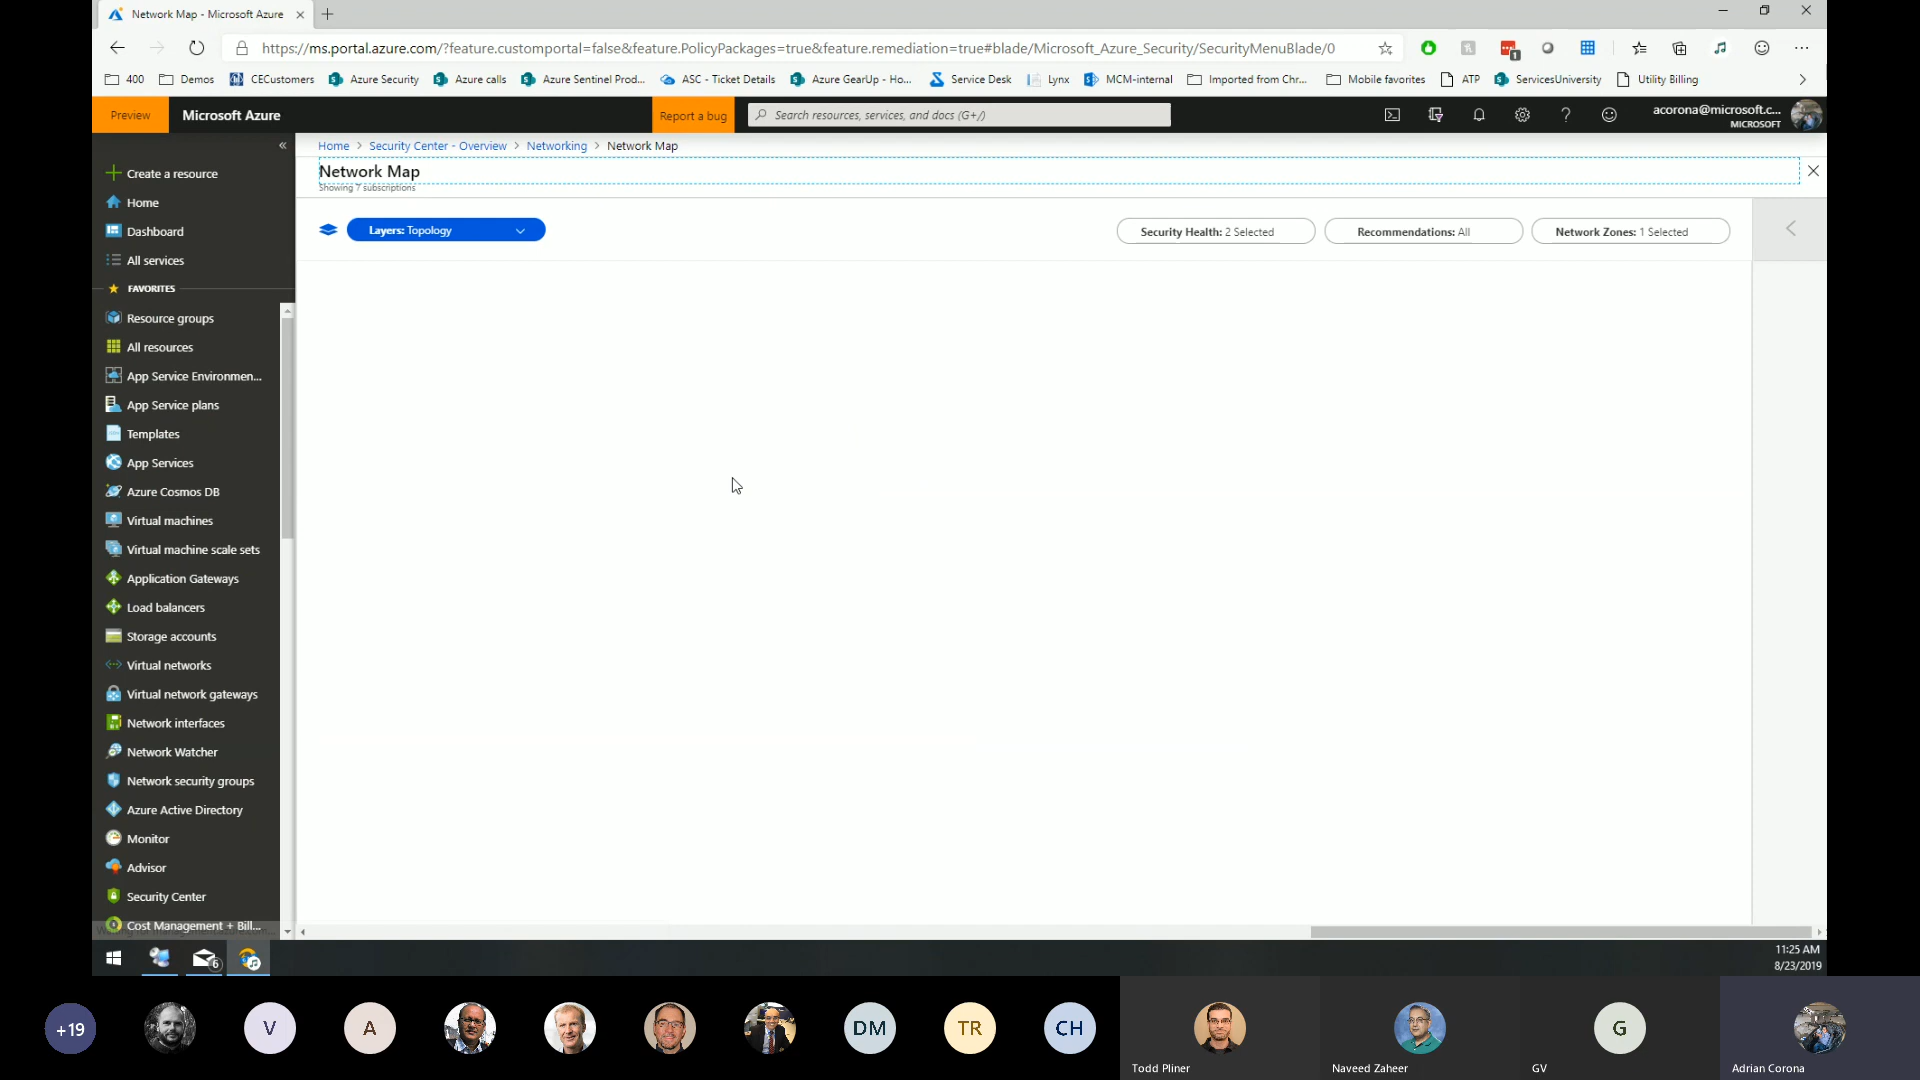 Network Map - Microsoft Azure
https://ms.portal.azure.com/?feature.customportal=false&feature.PolicyPackages=true&feature.remediation=true#blade/Microsoft_Azure_Security/SecurityMenuBlade/0
1
400 Demos CECustomers Azure Security Azure calls Azure Sentinel Prod... ASC - Ticket Details Azure GearUp - Ho... Service Desk Lynx MCM-internal Imported from Chr... Mobile favorites ATP ServicesUniversity Utility Billing
Preview Microsoft Azure Report a bug Search resources, services, and docs (G+/) acorona@microsoft.c...
MICROSOFT
Home > Security Center - Overview > Networking > Network Map
Network Map
Showing 7 subscriptions
Layers: Topology
Security Health: 2 Selected
Recommendations: All
Network Zones: 1 Selected
Create a resource
Home
Dashboard
All services
FAVORITES
Resource groups
All resources
App Service Environmen...
App Service plans
Templates
App Services
Azure Cosmos DB
Virtual machines
Virtual machine scale sets
Application Gateways
Load balancers
Storage accounts
Virtual networks
Virtual network gateways
Network interfaces
Network Watcher
Network security groups
Azure Active Directory
Monitor
Advisor
Security Center
Cost Management + Bill...
6
11:25 AM
8/23/2019
+19 V A DM TR CH G
Todd Pliner Naveed Zaheer GV Adrian Corona